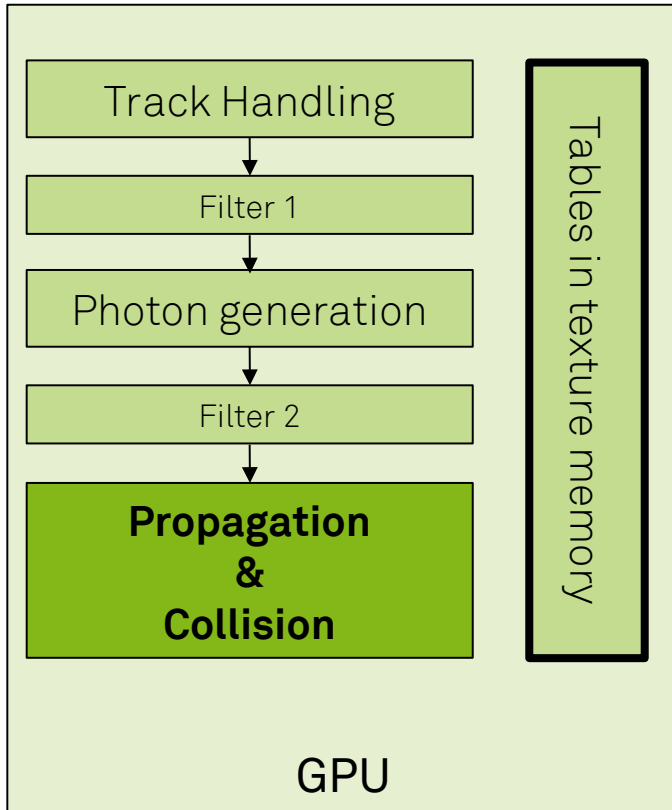 Track Handling
Filter 1
Photon generation
Filter 2
Propagation
&
Collision
Tables in texture memory
GPU